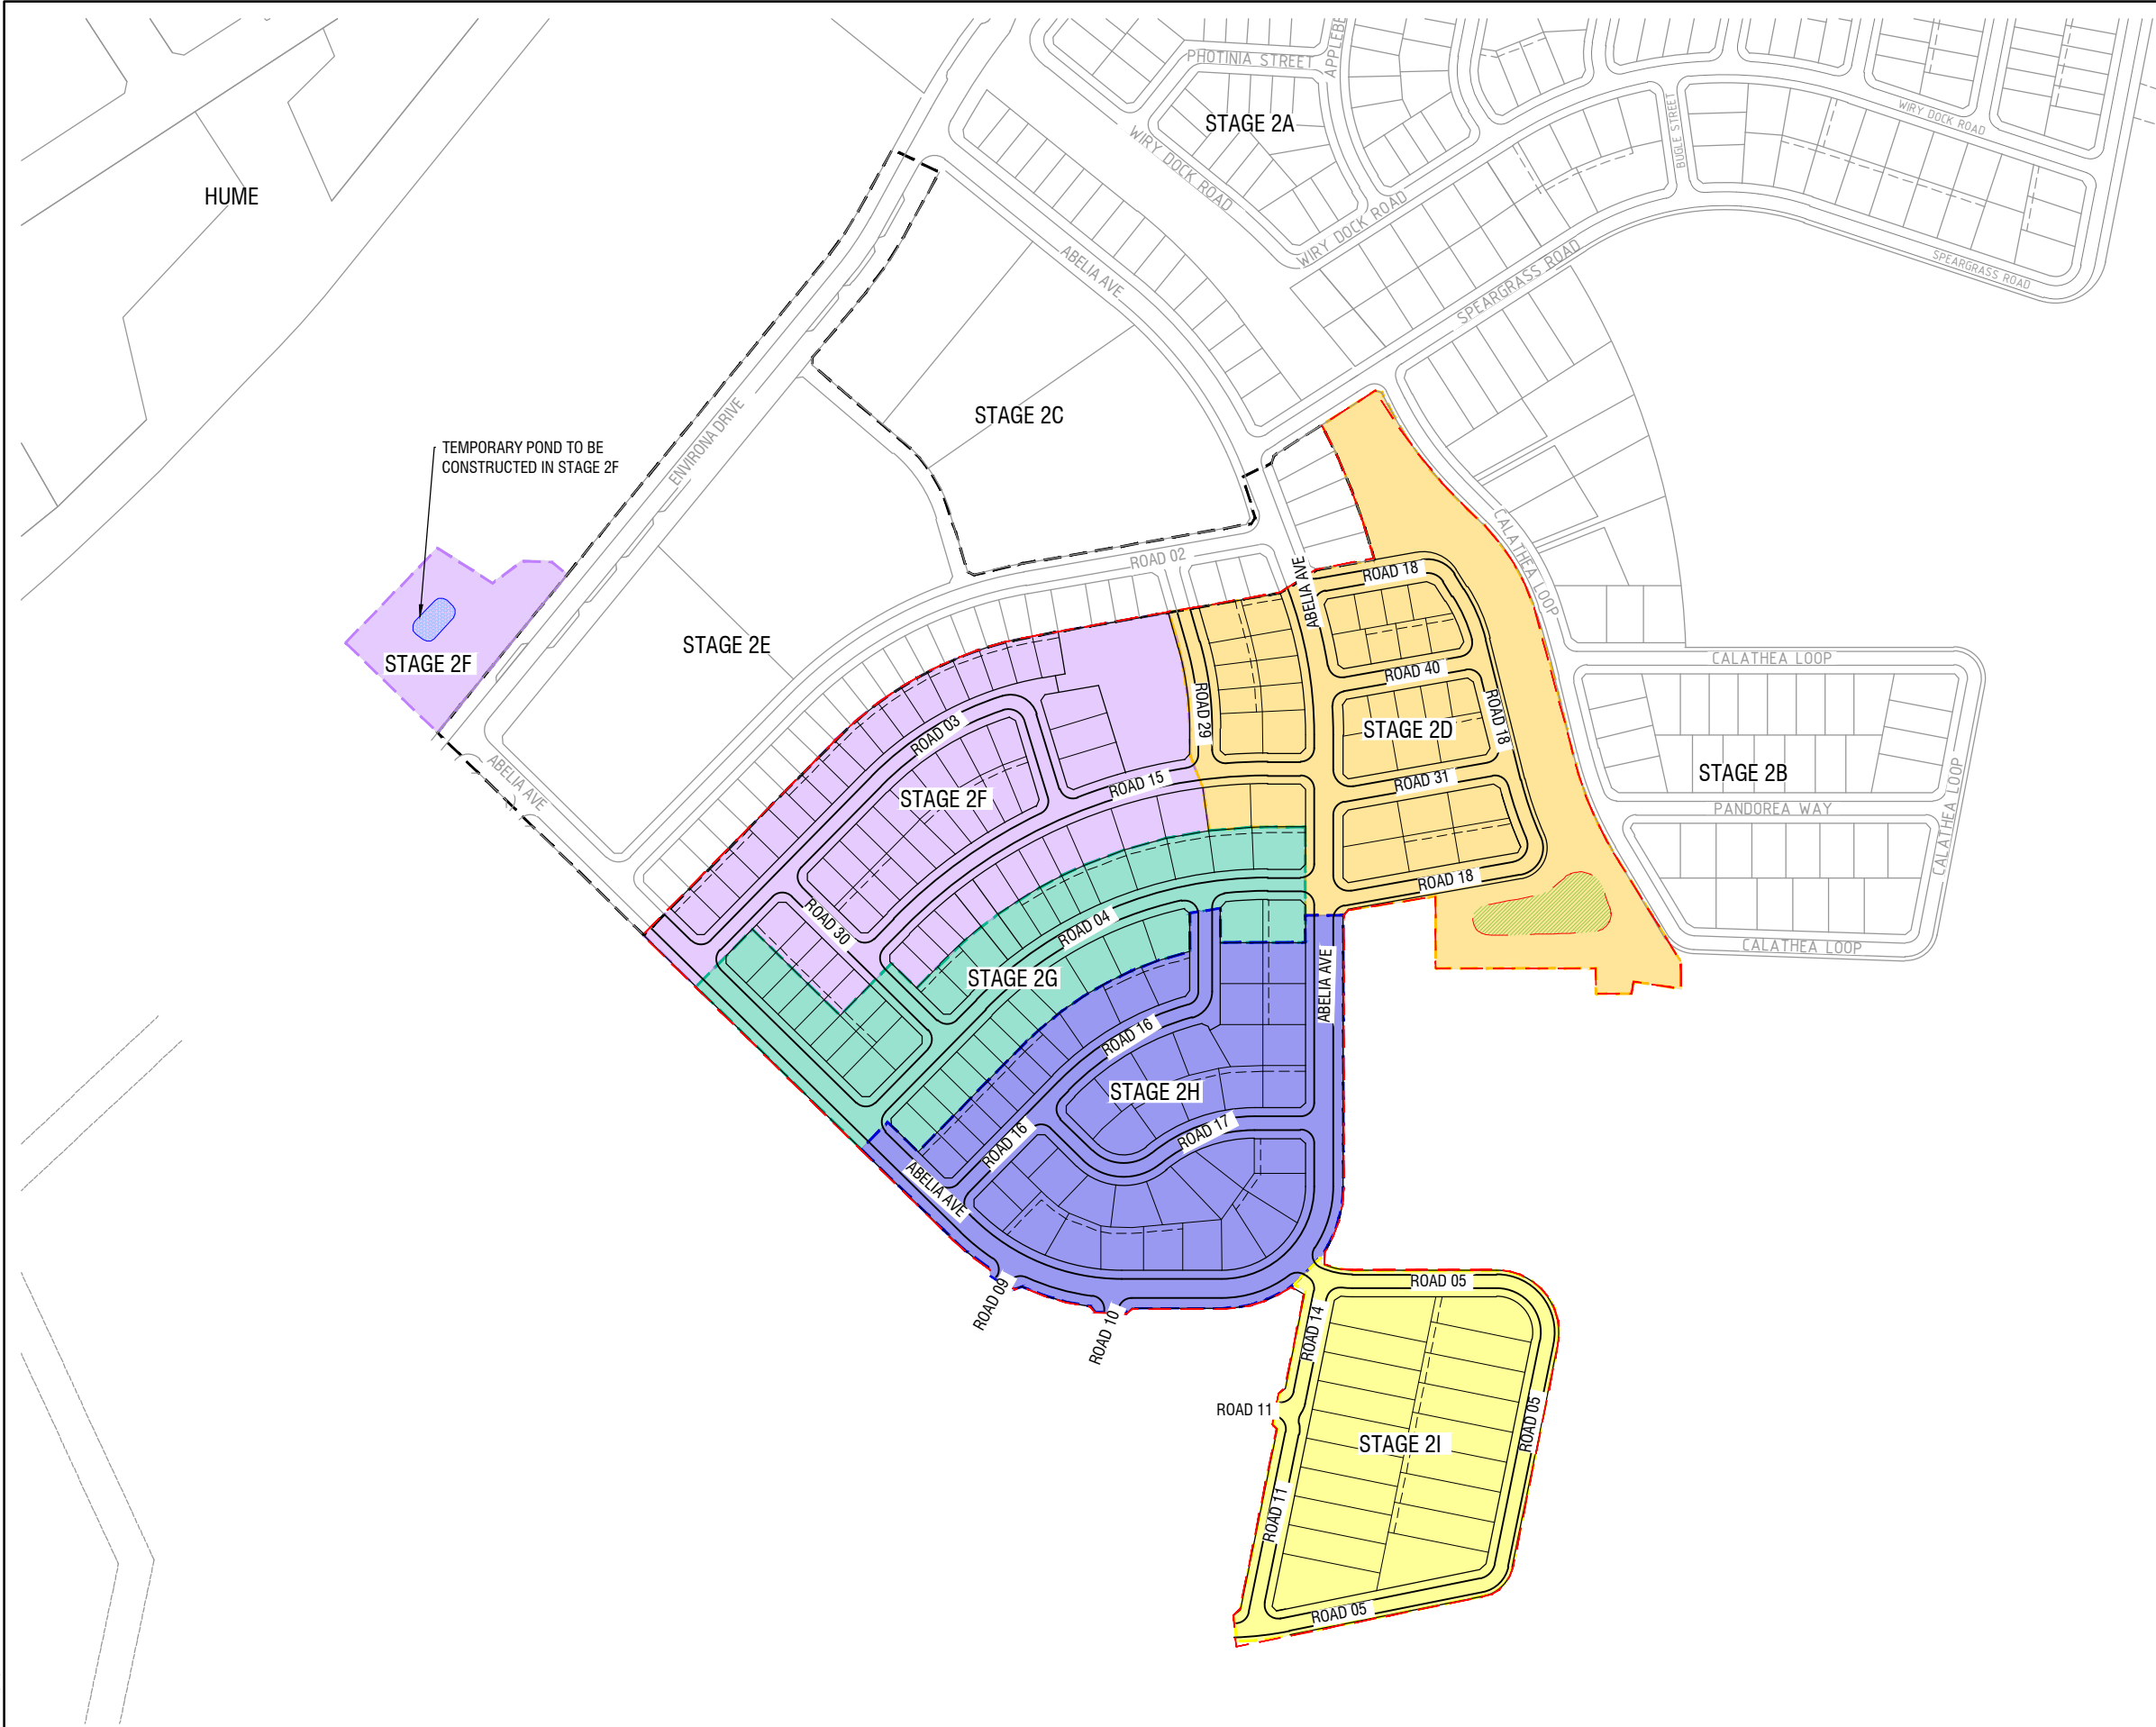 PHOTINIA STREET
APPLEBE
STAGE 2A
WIRY DOCK ROAD
WIRY DOCK ROAD
BUGLE STREET
WIRY DOCK ROAD
HUME
ABELIA AVE
SPEARGRASS ROAD
SPEARGRASS ROAD
STAGE 2C
ENVIRONA DRIVE
TEMPORARY POND TO BE
CONSTRUCTED IN STAGE 2F
CALATHEA LOOP
ROAD 02
ABELIA AVE
ROAD 18
STAGE 2E
STAGE 2F
CALATHEA LOOP
ROAD 40
ROAD 29
ROAD 18
STAGE 2D
ROAD 03
ABELIA AVE
STAGE 2B
ROAD 31
ROAD 15
STAGE 2F
PANDOREA WAY
CALATHEA LOOP
ROAD 18
ROAD 30
ROAD 04
CALATHEA LOOP
STAGE 2G
ABELIA AVE
ROAD 16
STAGE 2H
ROAD 17
ROAD 16
ABELIA AVE
ROAD 09
ROAD 10
ROAD 05
ROAD 14
ROAD 11
ROAD 05
STAGE 2I
ROAD 11
ROAD 05